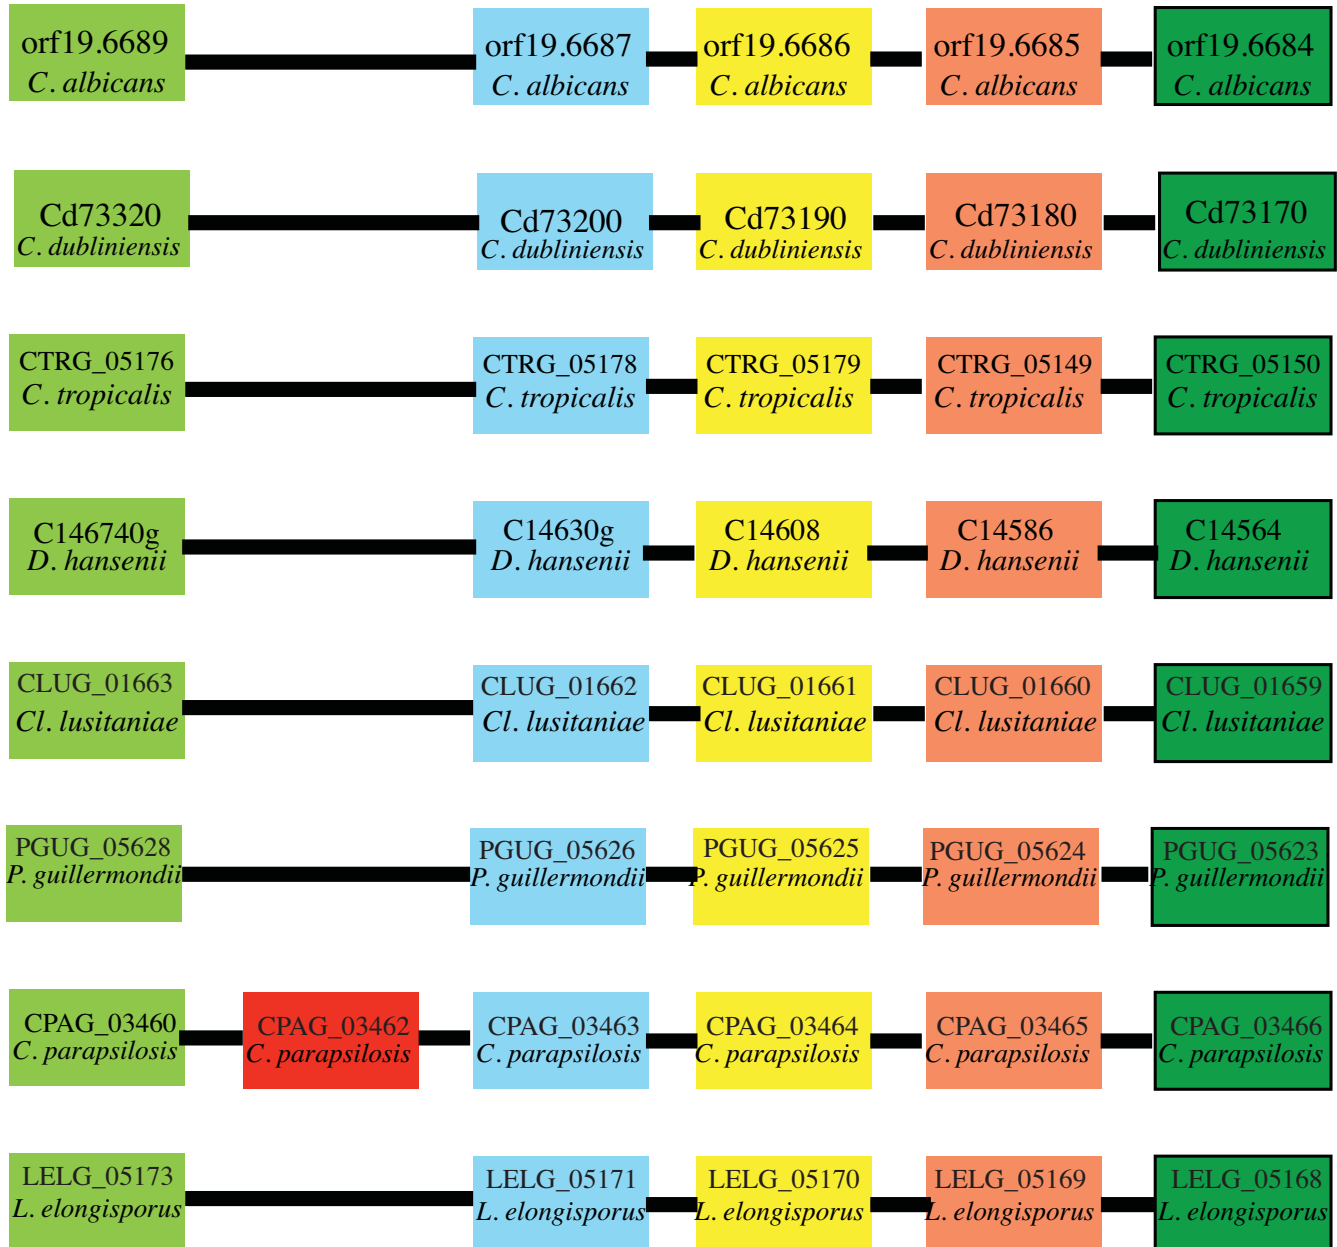 orf19.6689
C. albicans
orf19.6687
C. albicans
orf19.6686
C. albicans
orf19.6685
C. albicans
orf19.6684
C. albicans
Cd73320
C. dubliniensis
Cd73200
C. dubliniensis
Cd73190
C. dubliniensis
Cd73180
C. dubliniensis
Cd73170
C. dubliniensis
CTRG_05176
C. tropicalis
CTRG_05178
C. tropicalis
CTRG_05179
C. tropicalis
CTRG_05149
C. tropicalis
CTRG_05150
C. tropicalis
C146740g
D. hansenii
C14630g
D. hansenii
C14608
D. hansenii
C14586
D. hansenii
C14564
D. hansenii
CLUG_01663
Cl. lusitaniae
CLUG_01662
Cl. lusitaniae
CLUG_01661
Cl. lusitaniae
CLUG_01660
Cl. lusitaniae
CLUG_01659
Cl. lusitaniae
PGUG_05628
P. guillermondii
PGUG_05626
P. guillermondii
PGUG_05625
P. guillermondii
PGUG_05624
P. guillermondii
PGUG_05623
P. guillermondii
CPAG_03460
C. parapsilosis
CPAG_03462
C. parapsilosis
CPAG_03463
C. parapsilosis
CPAG_03464
C. parapsilosis
CPAG_03465
C. parapsilosis
CPAG_03466
C. parapsilosis
LELG_05173
L. elongisporus
LELG_05171
L. elongisporus
LELG_05170
L. elongisporus
LELG_05169
L. elongisporus
LELG_05168
L. elongisporus